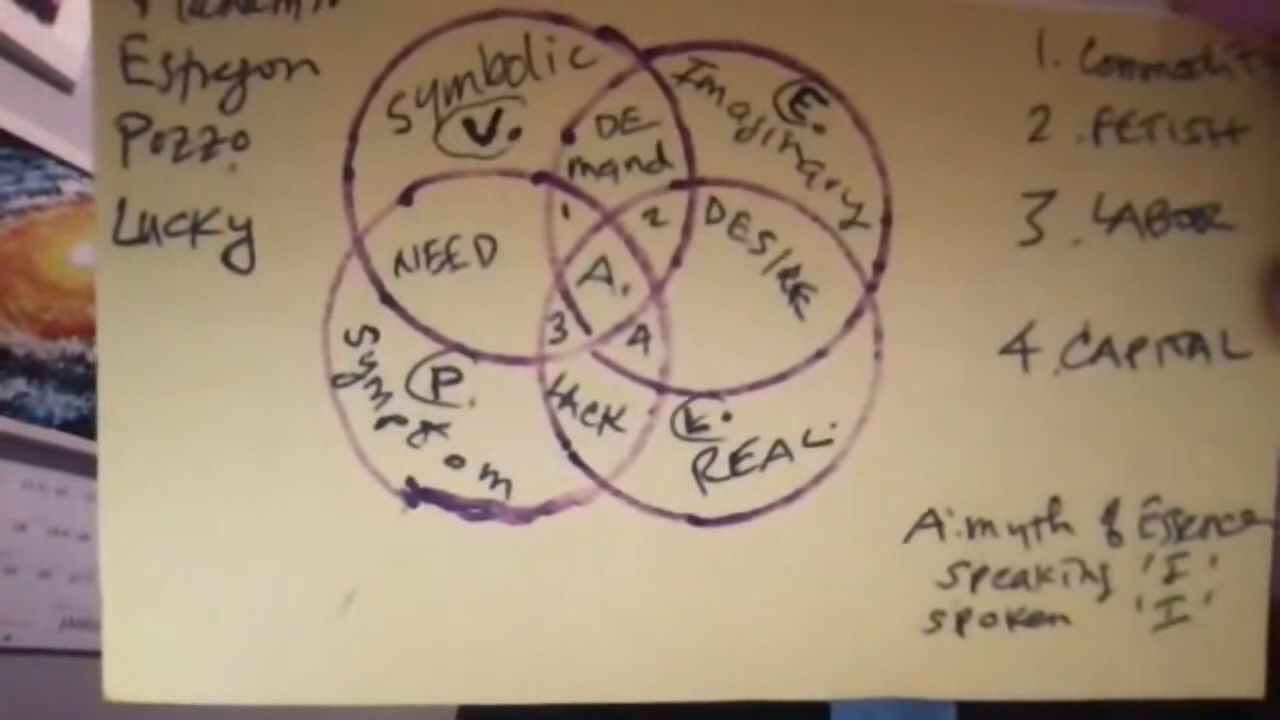 Estragon
Pozzo.
Lucky
Symbolic
V.
DE
mand
Imaginary
E.
NEED
1
2
DESIRE
A.
3
4
Symptom
P.
LACK
L.
REAL.
1. Commodity
2. FETISH
3. LABOR
4. CAPITAL
A: myth of Essence
speaking 'I'
spoken 'I'